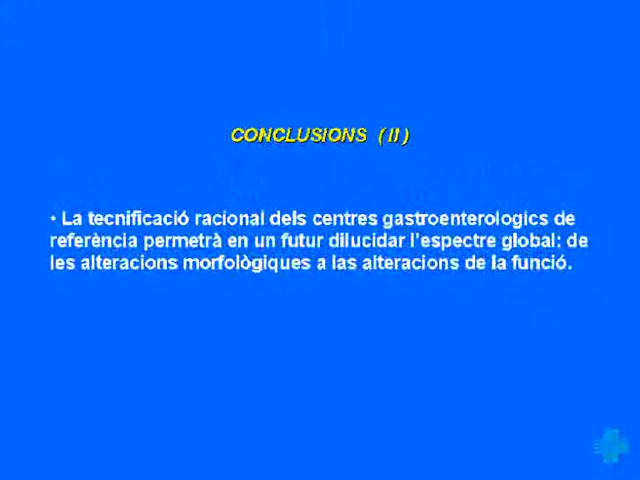 CONCLUSIONS (II)
• La tecnificació racional dels centres gastroenterologics de
referència permetrà en un futur dilucidar l'espectre global: de
les alteracions morfològiques a las alteracions de la funció.